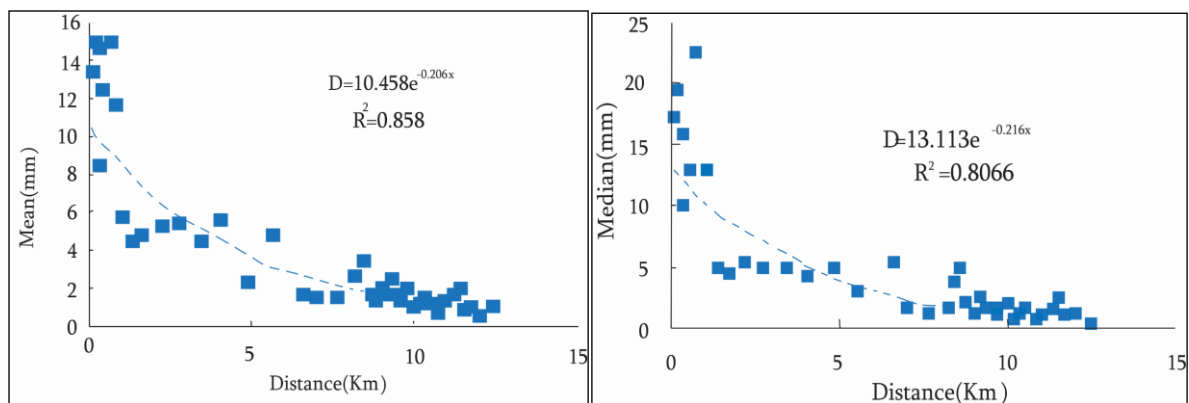 16
14
12
10
8
6
4
2
0
Mean(mm)
D=10.458e^-0.206x
R²=0.858
0 5 10 15
Distance(Km)
25
20
15
10
5
0
Median(mm)
D=13.113e^-0.216x
R²=0.8066
0 5 10 15
Distance(Km)